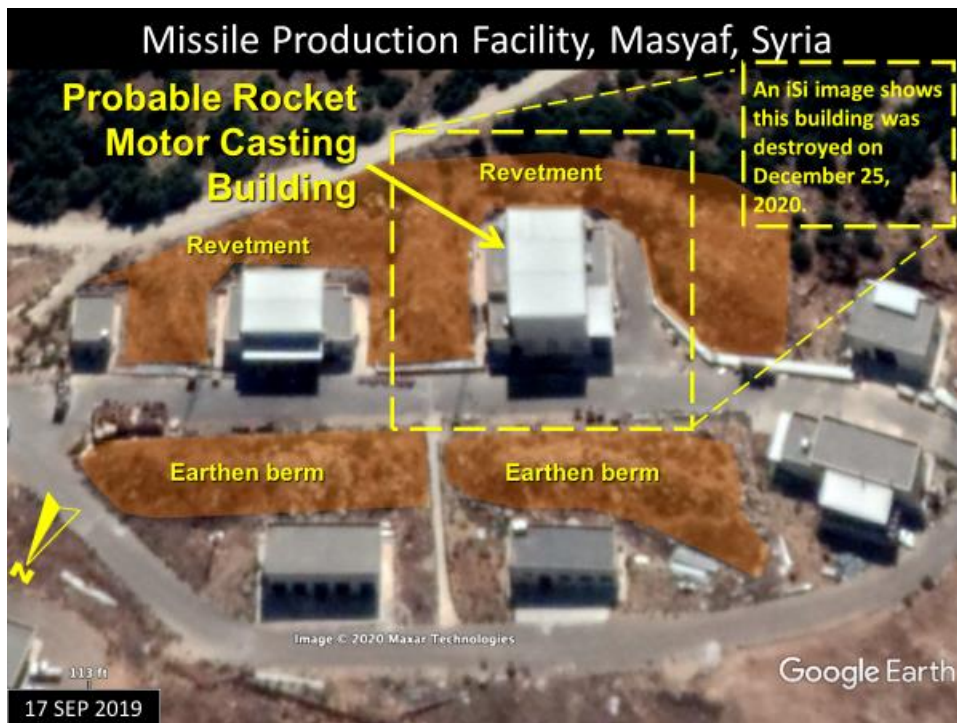 Missile Production Facility, Masyaf, Syria
Probable Rocket
Motor Casting
Building
An iSi image shows
this building was
destroyed on
December 25,
2020.
Revetment
Revetment
Earthen berm
Earthen berm
N
Image © 2020 Maxar Technologies
113 ft
Google Earth
17 SEP 2019